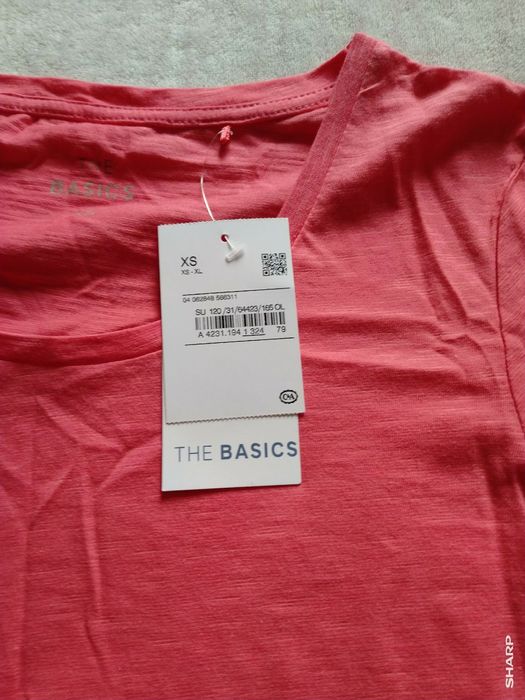 THE
BASICS
XS
XS - XL
04 062848 566311
SU 120 /31/64423/165 OL
A 4231.194 1 324 79
C&A
THE BASICS
SHARP